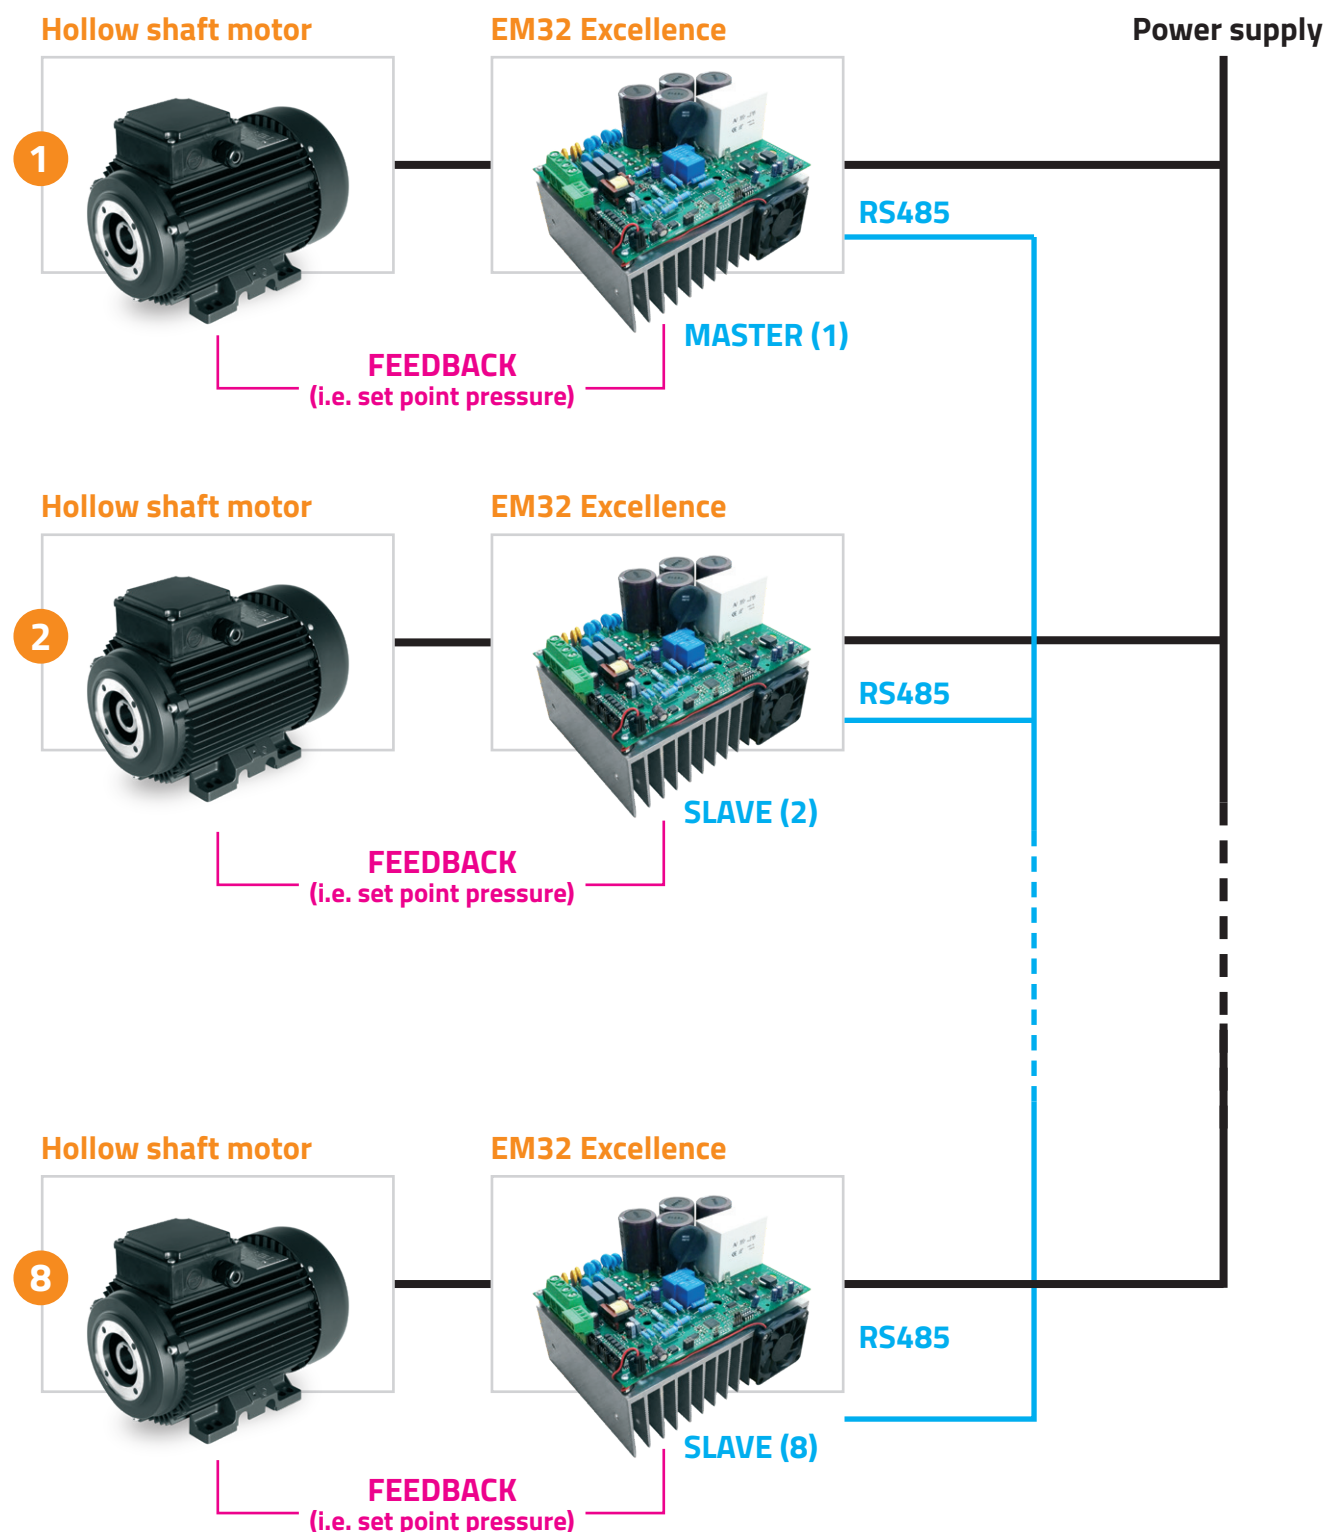 Hollow shaft motor
EM32 Excellence
Power supply
1
RS485
MASTER (1)
FEEDBACK
(i.e. set point pressure)
Hollow shaft motor
EM32 Excellence
2
RS485
SLAVE (2)
FEEDBACK
(i.e. set point pressure)
Hollow shaft motor
EM32 Excellence
8
RS485
SLAVE (8)
FEEDBACK
(i.e. set point pressure)